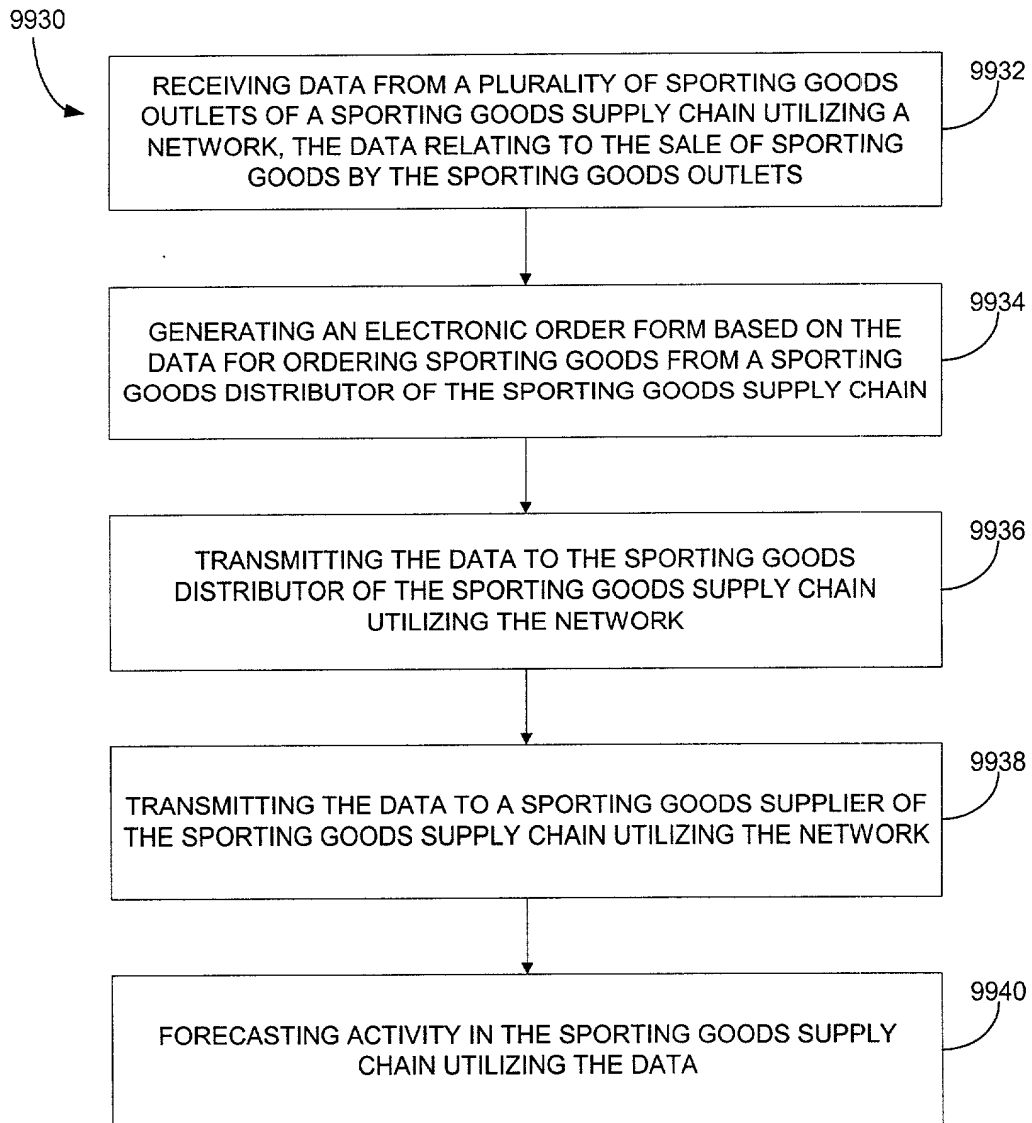 9930
9932
RECEIVING DATA FROM A PLURALITY OF SPORTING GOODS
OUTLETS OF A SPORTING GOODS SUPPLY CHAIN UTILIZING A
NETWORK, THE DATA RELATING TO THE SALE OF SPORTING
GOODS BY THE SPORTING GOODS OUTLETS
9934
GENERATING AN ELECTRONIC ORDER FORM BASED ON THE
DATA FOR ORDERING SPORTING GOODS FROM A SPORTING
GOODS DISTRIBUTOR OF THE SPORTING GOODS SUPPLY CHAIN
9936
TRANSMITTING THE DATA TO THE SPORTING GOODS
DISTRIBUTOR OF THE SPORTING GOODS SUPPLY CHAIN
UTILIZING THE NETWORK
9938
TRANSMITTING THE DATA TO A SPORTING GOODS SUPPLIER OF
THE SPORTING GOODS SUPPLY CHAIN UTILIZING THE NETWORK
9940
FORECASTING ACTIVITY IN THE SPORTING GOODS SUPPLY
CHAIN UTILIZING THE DATA